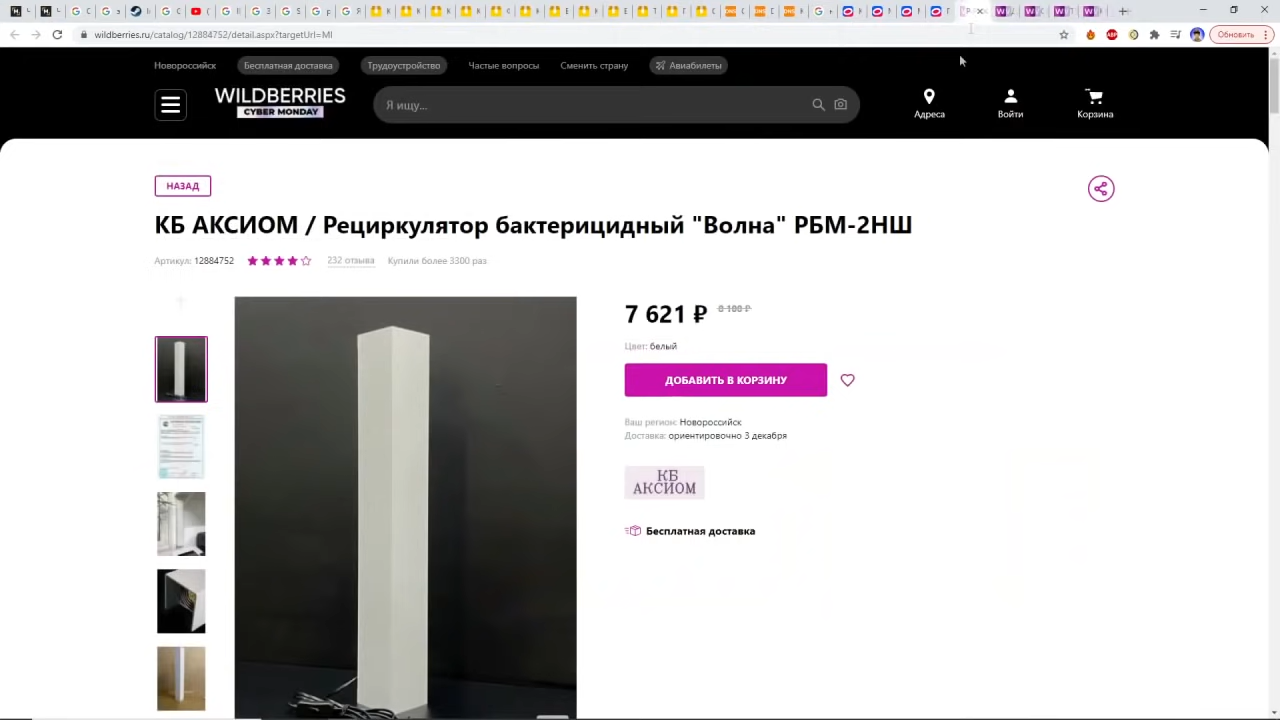 wildberries.ru/catalog/12884752/detail.aspx?targetUrl=MI
Обновить
Новороссийск Бесплатная доставка Трудоустройство Частые вопросы Сменить страну Авиабилеты
WILDBERRIES
CYBER MONDAY
Я ищу...
Адреса Войти Корзина
НАЗАД
КБ АКСИОМ / Рециркулятор бактерицидный "Волна" РБМ-2НШ
Артикул: 12884752 232 отзыва Купили более 3300 раз
7 621 ₽
Цвет: белый
ДОБАВИТЬ В КОРЗИНУ
Ваш регион: Новороссийск
Доставка: ориентировочно 3 декабря
КБ
АКСИОМ
Бесплатная доставка